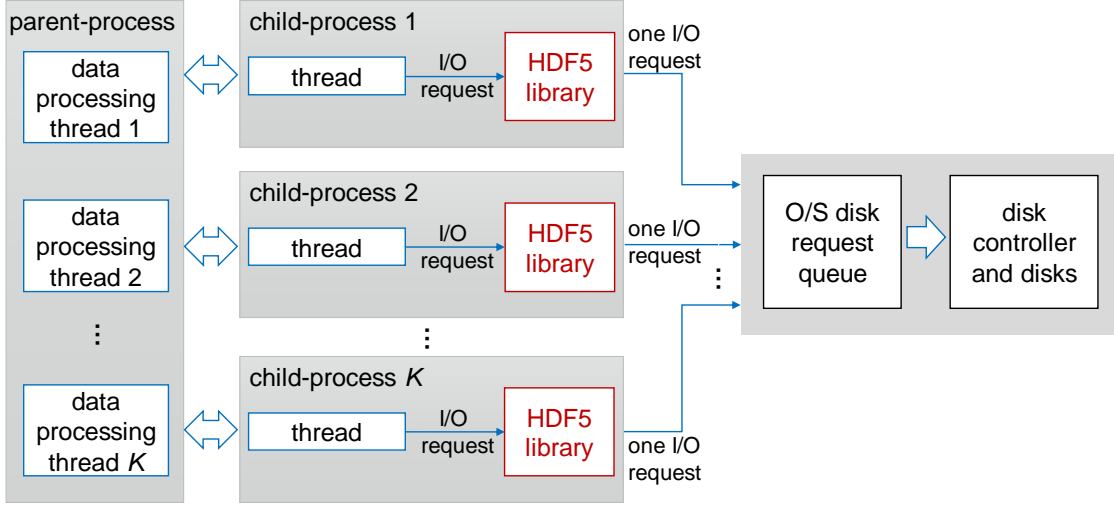 parent-process
data
processing
thread 1
data
processing
thread 2
⋮
data
processing
thread K
child-process 1
thread
I/O
request
HDF5
library
one I/O
request
child-process 2
thread
I/O
request
HDF5
library
one I/O
request
⋮
⋮
child-process K
thread
I/O
request
HDF5
library
one I/O
request
O/S disk
request
queue
disk
controller
and disks